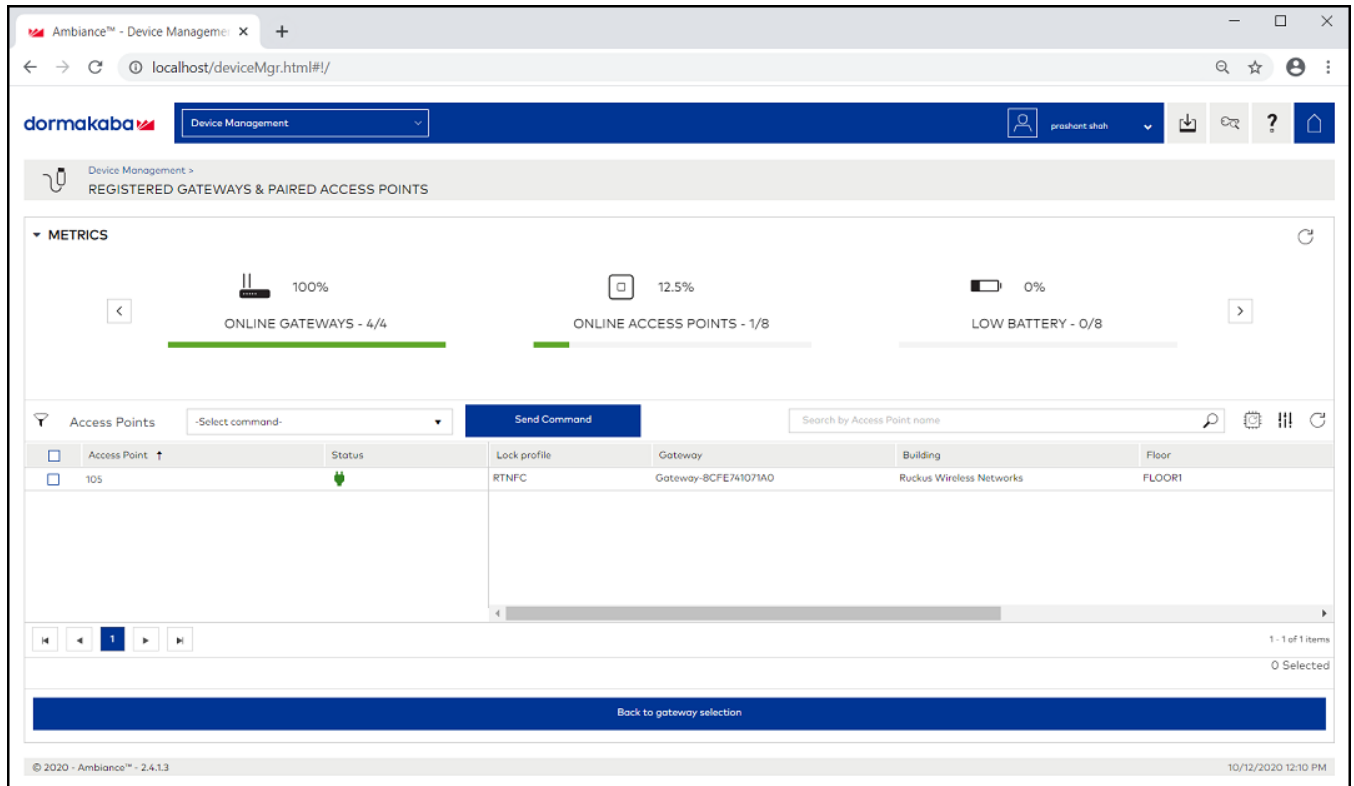 Ambiance™ - Device Managemer
localhost/deviceMgr.html#!/
dormakaba
Device Management
prashant shah
?
Device Management >
REGISTERED GATEWAYS & PAIRED ACCESS POINTS
METRICS
100%
12.5%
0%
ONLINE GATEWAYS - 4/4
ONLINE ACCESS POINTS - 1/8
LOW BATTERY - 0/8
Access Points
-Select command-
Send Command
Search by Access Point name
Access Point
Status
Lock profile
Gateway
Building
Floor
105
RTNFC
Gateway-8CFE741071A0
Ruckus Wireless Networks
FLOOR1
1
1 - 1 of 1 items
0 Selected
Back to gateway selection
© 2020 - Ambiance™ - 2.4.1.3
10/12/2020 12:10 PM